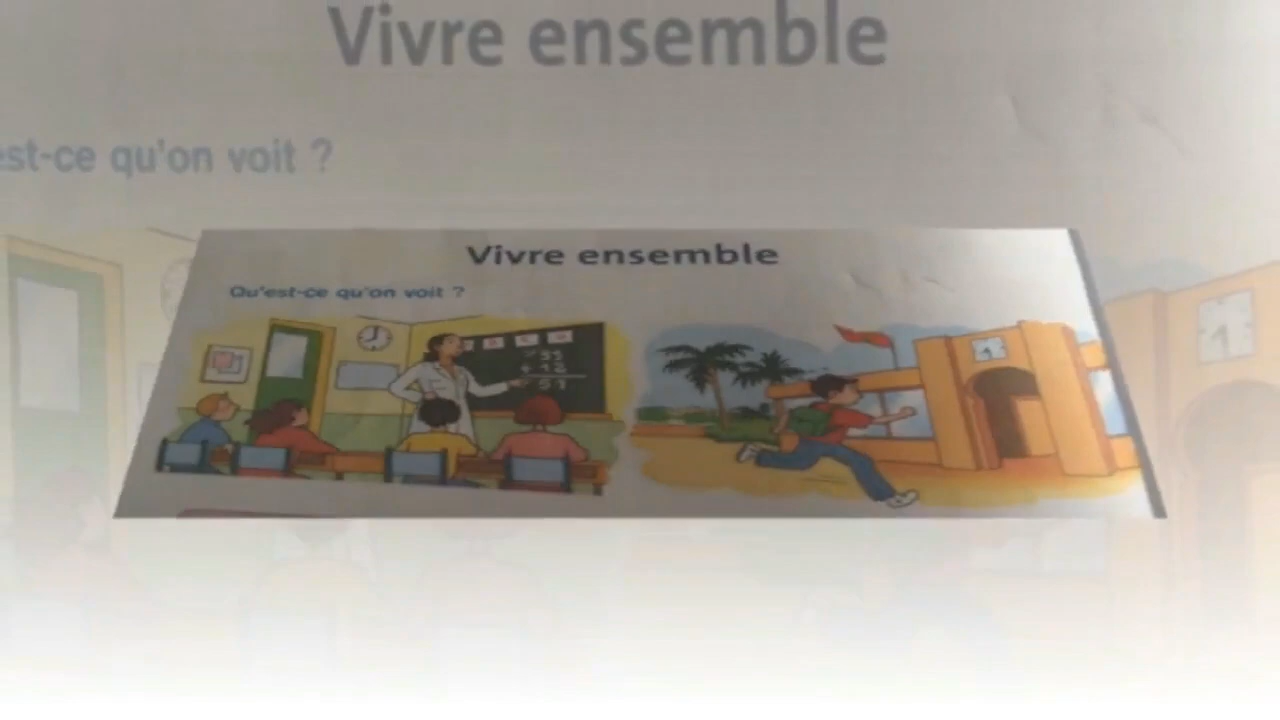 Vivre ensemble
est-ce qu'on voit ?
Vivre ensemble
Qu'est-ce qu'on voit ?